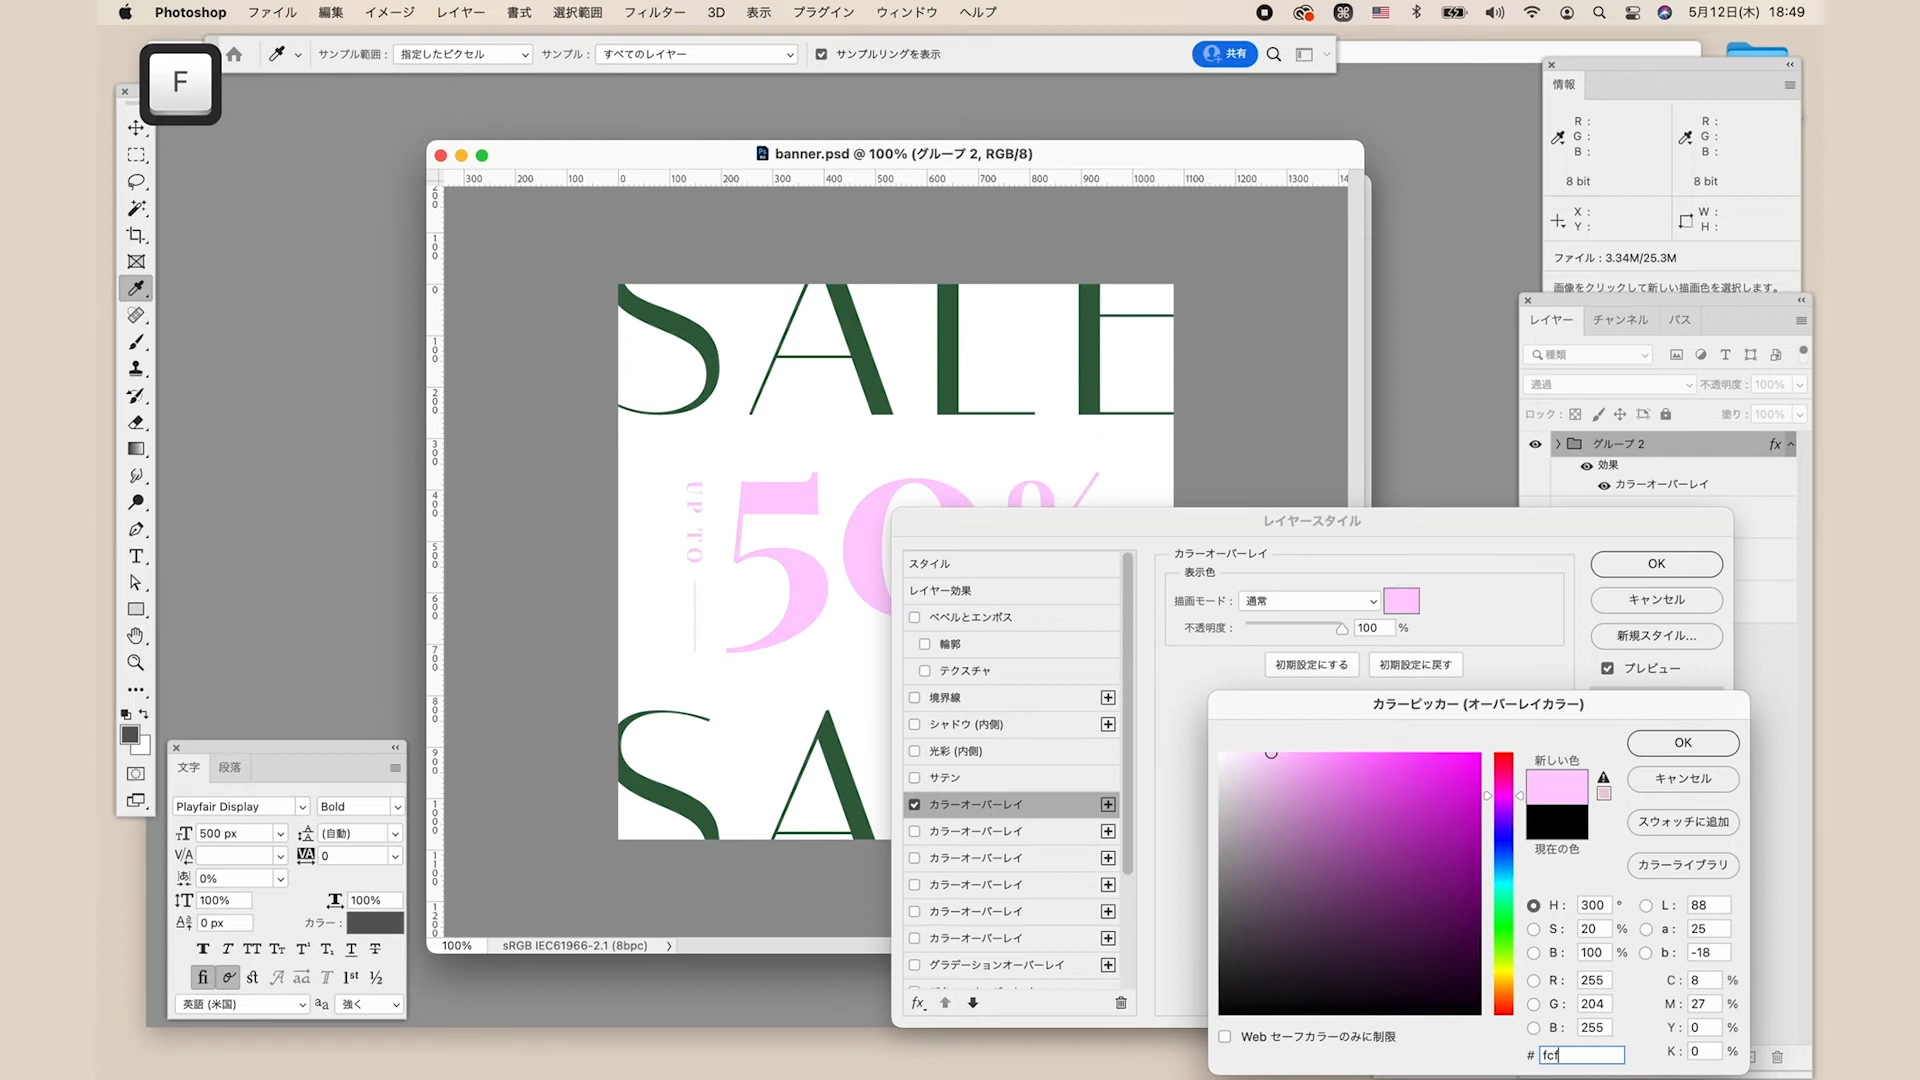 Photoshop ファイル 編集 イメージ レイヤー 書式 選択範囲 フィルター 3D 表示 プラグイン ウィンドウ ヘルプ 5月12日(木) 18:49
サンプル範囲 : 指定したピクセル サンプル : すべてのレイヤー サンプルリングを表示 共有
F
banner.psd @ 100% (グループ 2, RGB/8)
300 200 100 0 100 200 300 400 500 600 700 800 900 1000 1100 1200 1300
SALE
UP TO
50%
SA
100% sRGB IEC61966-2.1 (8bpc)
情報
R : R :
G : G :
B : B :
8 bit 8 bit
X : W :
Y : H :
ファイル : 3.34M/25.3M
画像をクリックして新しい描画色を選択します。
レイヤー チャンネル パス
種類
通過 不透明度 : 100%
ロック : 塗り : 100%
グループ 2 fx
効果
カラーオーバーレイ
文字 段落
Playfair Display Bold
500 px (自動)
0
0%
100% 100%
0 px カラー :
英語 (米国) aa 強く
レイヤースタイル
スタイル
レイヤー効果
ベベルとエンボス
輪郭
テクスチャ
境界線
シャドウ (内側)
光彩 (内側)
サテン
カラーオーバーレイ
カラーオーバーレイ
カラーオーバーレイ
カラーオーバーレイ
カラーオーバーレイ
カラーオーバーレイ
グラデーションオーバーレイ
fx
カラーオーバーレイ
表示色
描画モード : 通常
不透明度 : 100 %
初期設定にする 初期設定に戻す
OK
キャンセル
新規スタイル...
プレビュー
カラーピッカー (オーバーレイカラー)
新しい色
現在の色
OK
キャンセル
スウォッチに追加
カラーライブラリ
H : 300 ° L : 88
S : 20 % a : 25
B : 100 % b : -18
R : 255 C : 8 %
G : 204 M : 27 %
B : 255 Y : 0 %
# fcf K : 0 %
Web セーフカラーのみに制限